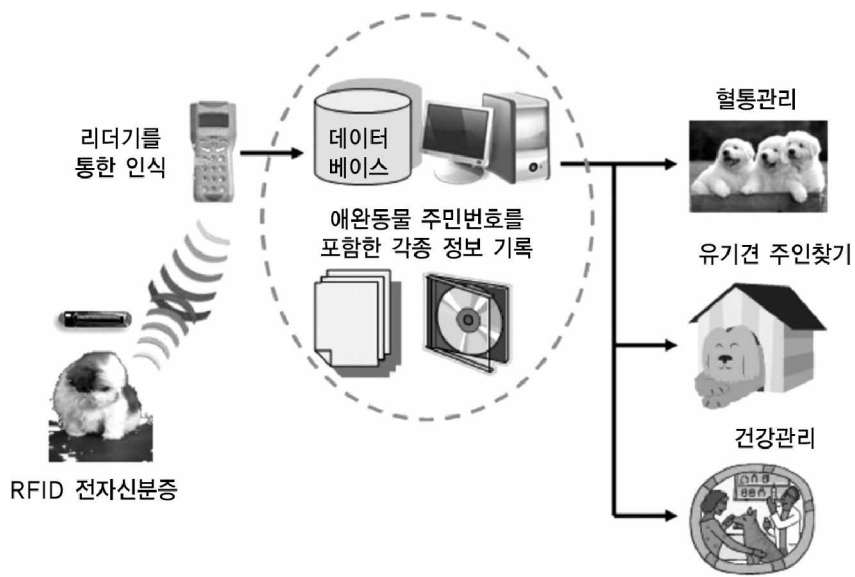 리더기를
통한 인식
데이터
베이스
애완동물 주민번호를
포함한 각종 정보 기록
RFID 전자신분증
혈통관리
유기견 주인찾기
건강관리